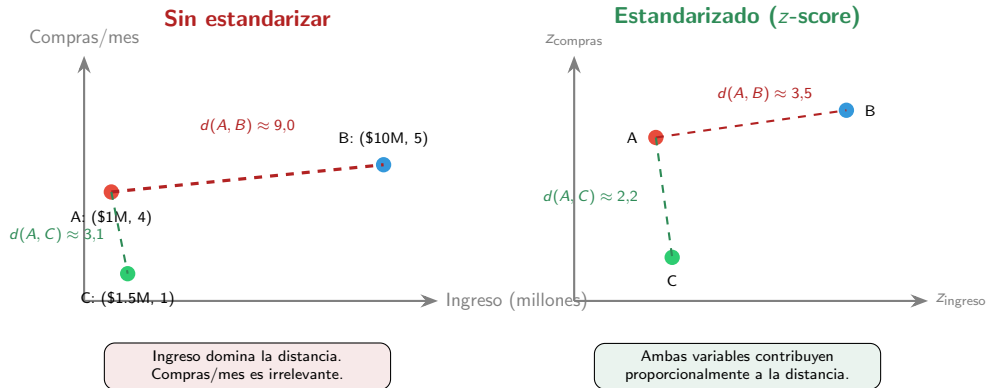 Sin estandarizar
Compras/mes
d(A, B) ≈ 9,0
B: ($10M, 5)
A: ($1M, 4)
d(A, C) ≈ 3,1
C: ($1.5M, 1)
Ingreso (millones)
Ingreso domina la distancia.
Compras/mes es irrelevante.
Estandarizado (z-score)
z_compras
d(A, B) ≈ 3,5
B
A
d(A, C) ≈ 2,2
C
z_ingreso
Ambas variables contribuyen
proporcionalmente a la distancia.